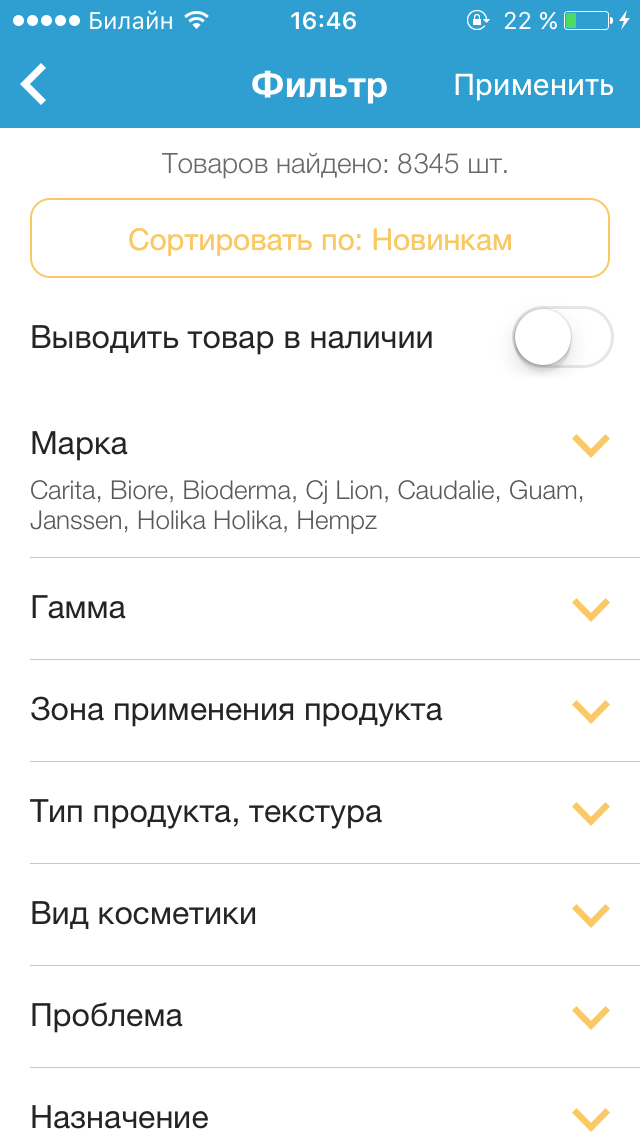 Билайн 16:46 22 %
Фильтр Применить
Товаров найдено: 8345 шт.
Сортировать по: Новинкам
Выводить товар в наличии
Марка
Carita, Biore, Bioderma, Cj Lion, Caudalie, Guam,
Janssen, Holika Holika, Hempz
Гамма
Зона применения продукта
Тип продукта, текстура
Вид косметики
Проблема
Назначение